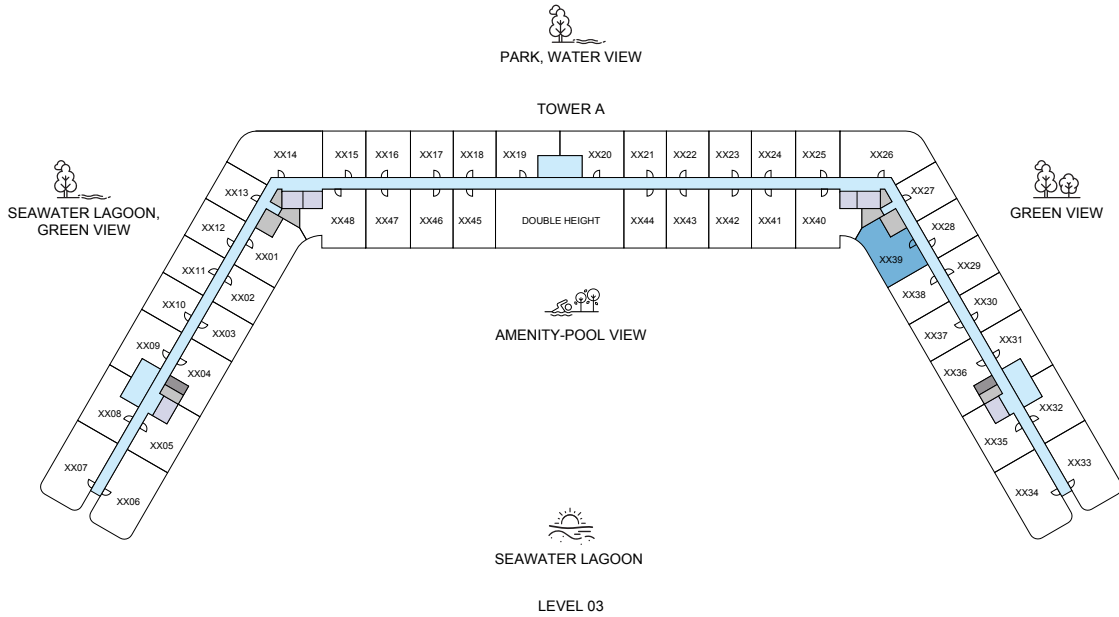 PARK, WATER VIEW
TOWER A
XX14 XX15 XX16 XX17 XX18 XX19 XX20 XX21 XX22 XX23 XX24 XX25 XX26
XX13
XX27
SEAWATER LAGOON,
GREEN VIEW
GREEN VIEW
XX12
XX48 XX47 XX46 XX45 DOUBLE HEIGHT XX44 XX43 XX42 XX41 XX40
XX28
XX01
XX39
XX11
XX29
XX02
XX38
XX10
XX30
XX03
XX37
AMENITY-POOL VIEW
XX09
XX31
XX04
XX36
XX08
XX32
XX05
XX35
XX07
XX33
XX06
XX34
SEAWATER LAGOON
LEVEL 03